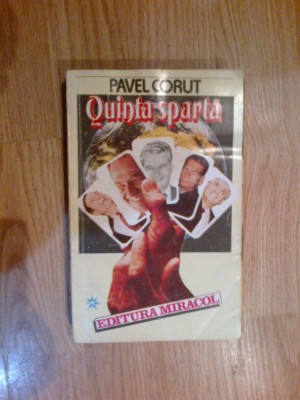 PAVEL CORUT
Quinta spartă
EDITURA MIRACOL